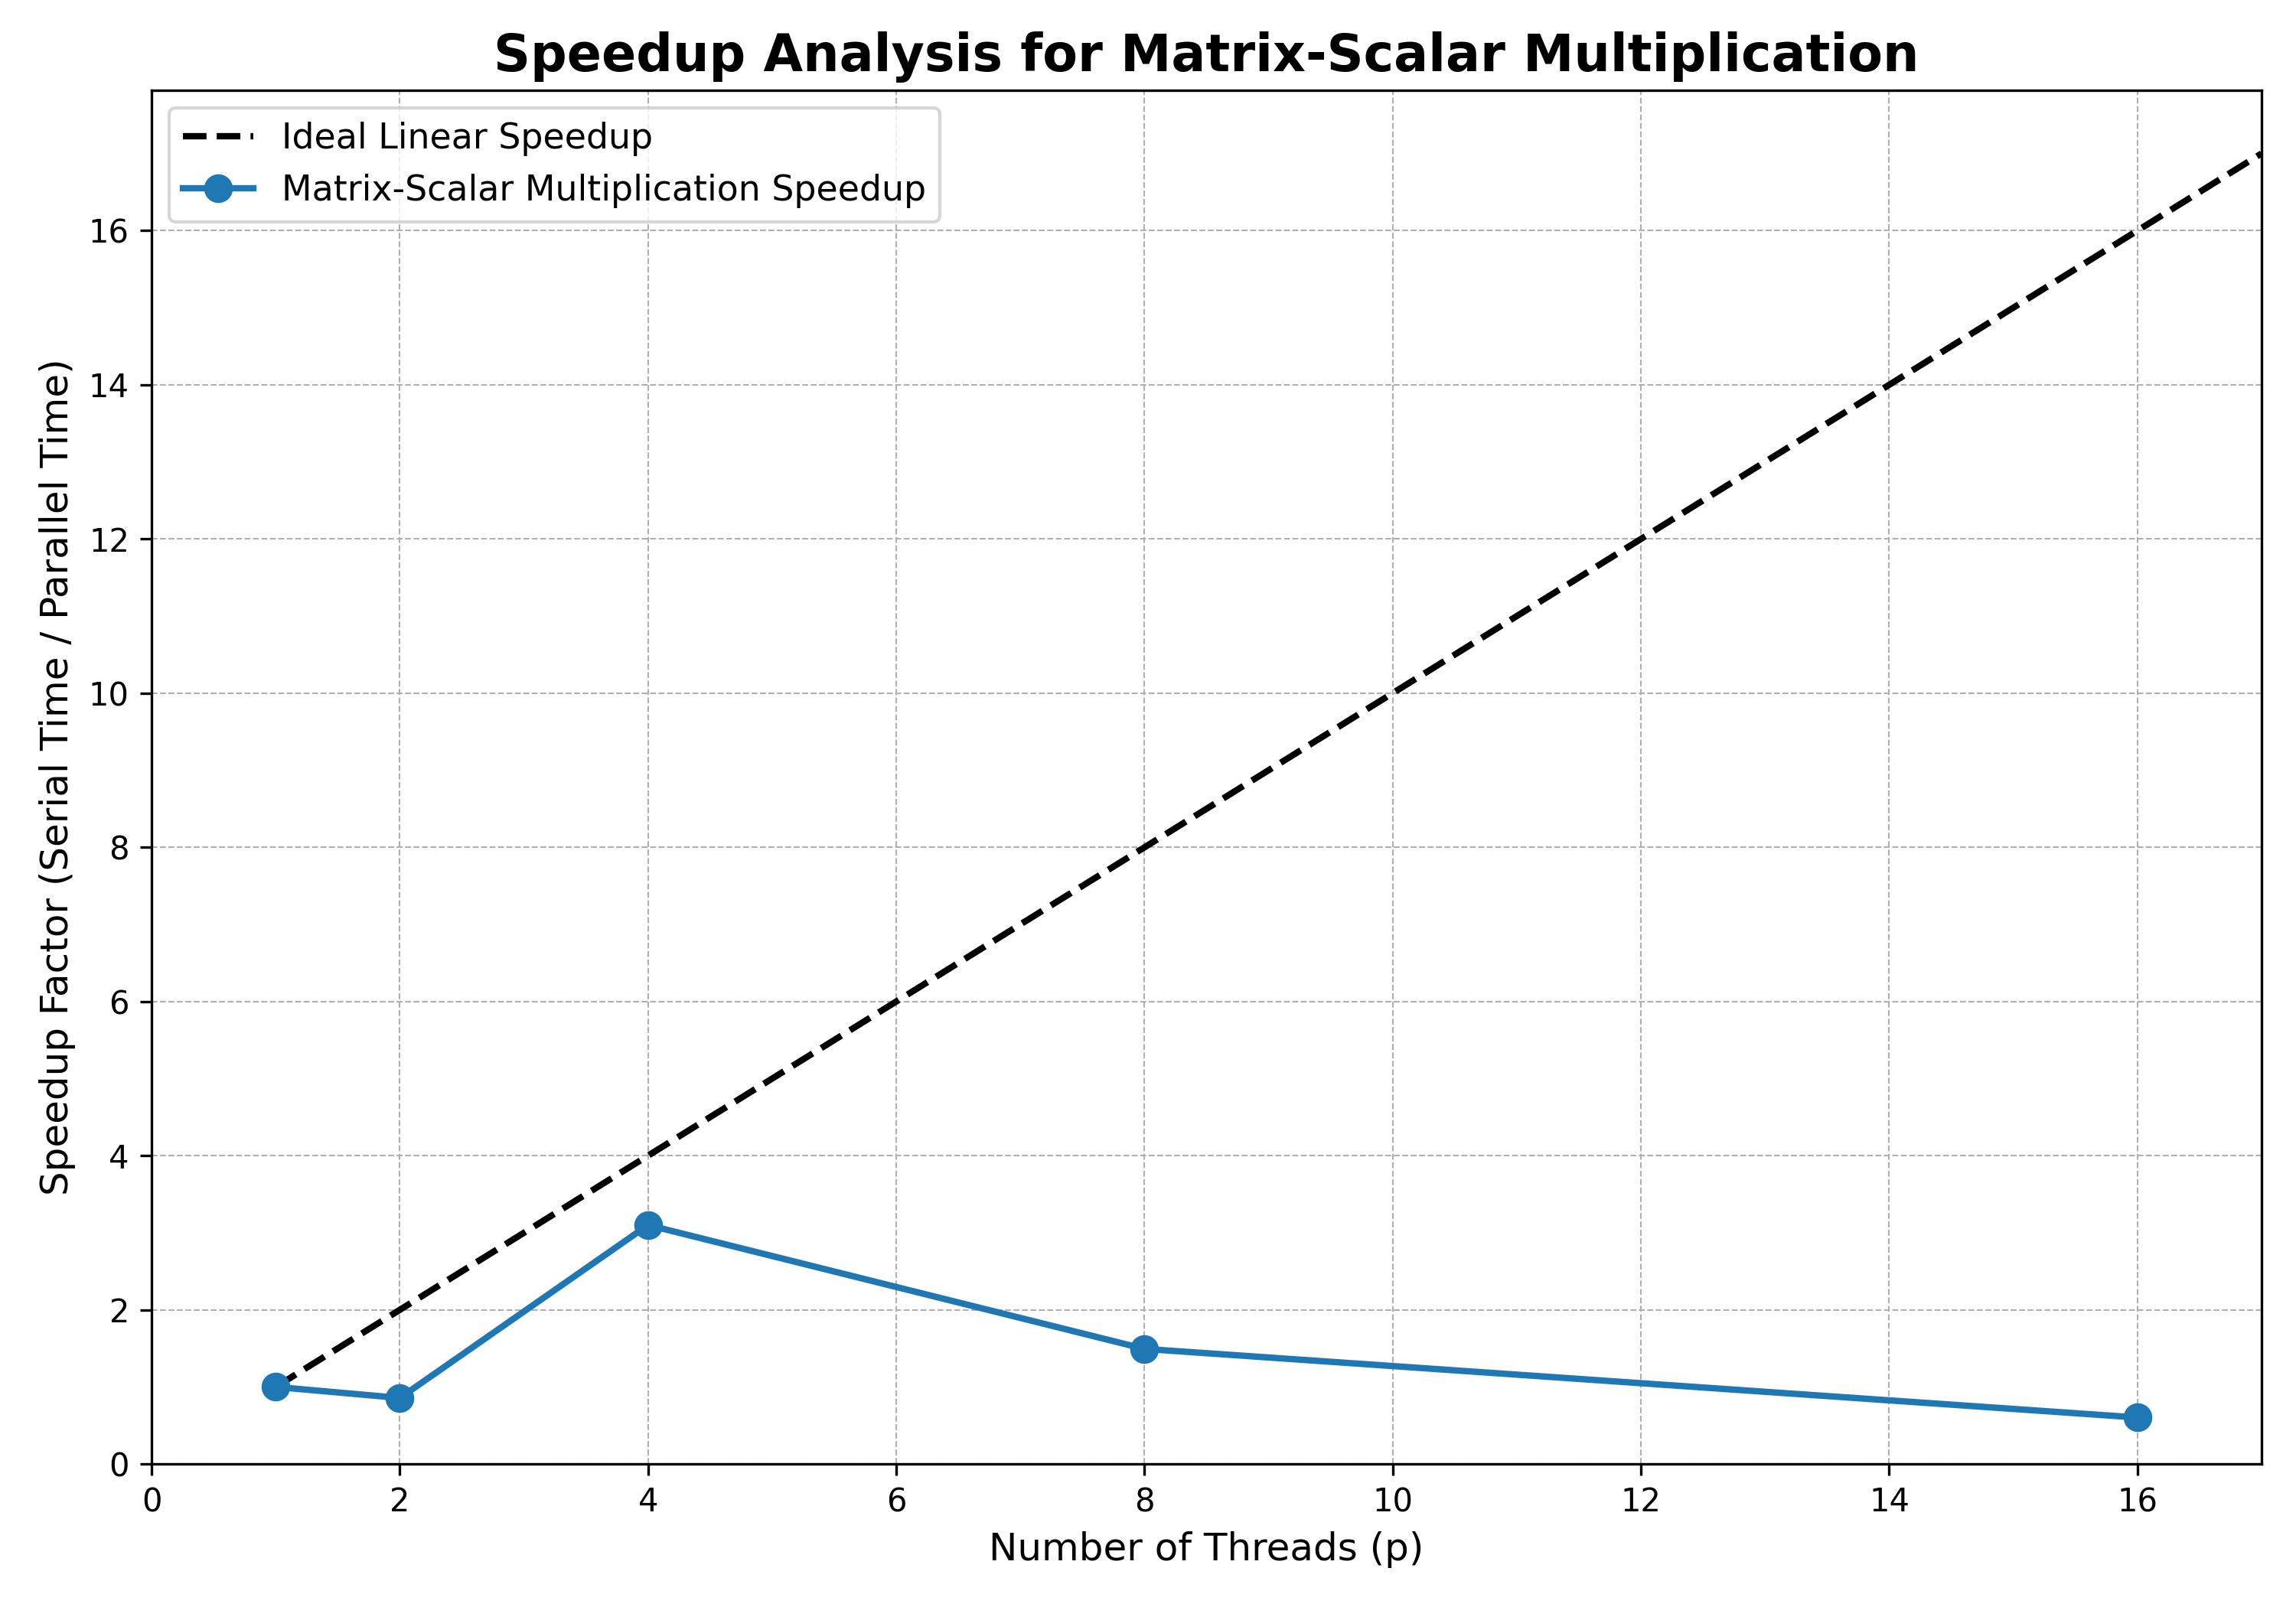 Speedup Analysis for Matrix-Scalar Multiplication
Ideal Linear Speedup
Matrix-Scalar Multiplication Speedup
Speedup Factor (Serial Time / Parallel Time)
16
14
12
10
8
6
4
2
0
0 2 4 6 8 10 12 14 16
Number of Threads (p)